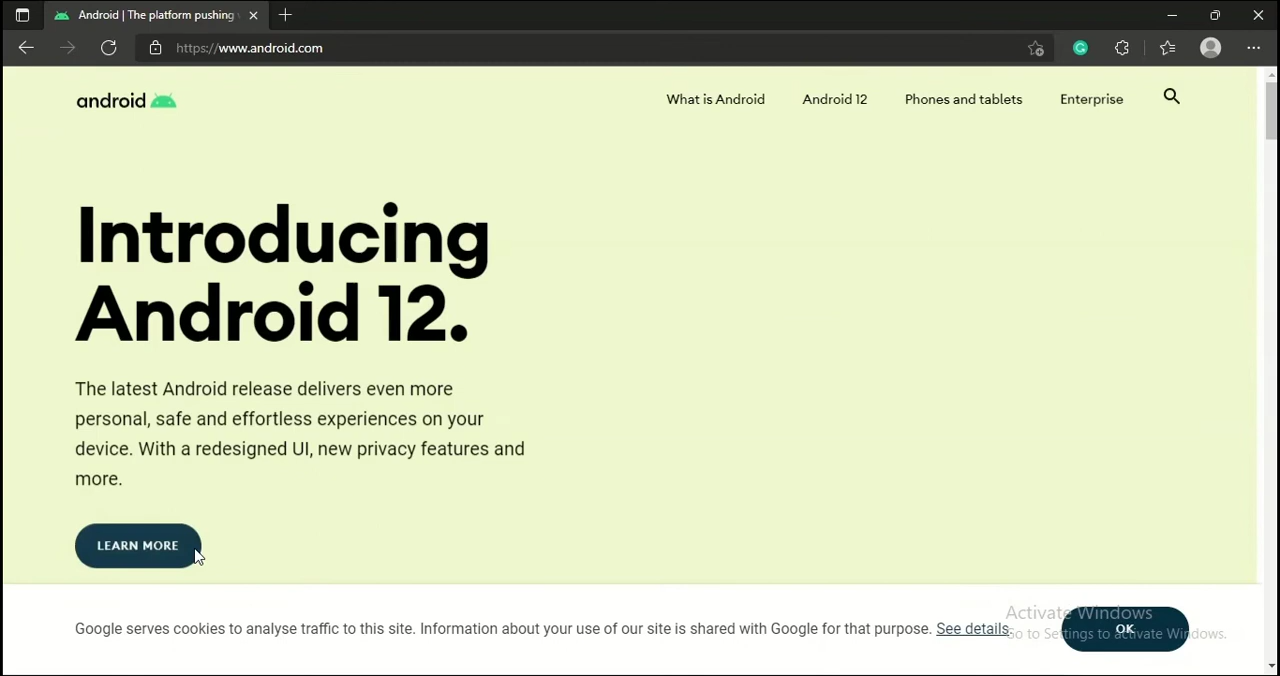 Android | The platform pushing
https://www.android.com
android
What is Android
Android 12
Phones and tablets
Enterprise
Introducing
Android 12.
The latest Android release delivers even more
personal, safe and effortless experiences on your
device. With a redesigned UI, new privacy features and
more.
LEARN MORE
Google serves cookies to analyse traffic to this site. Information about your use of our site is shared with Google for that purpose. See details.
OK
Activate Windows
Go to Settings to activate Windows.